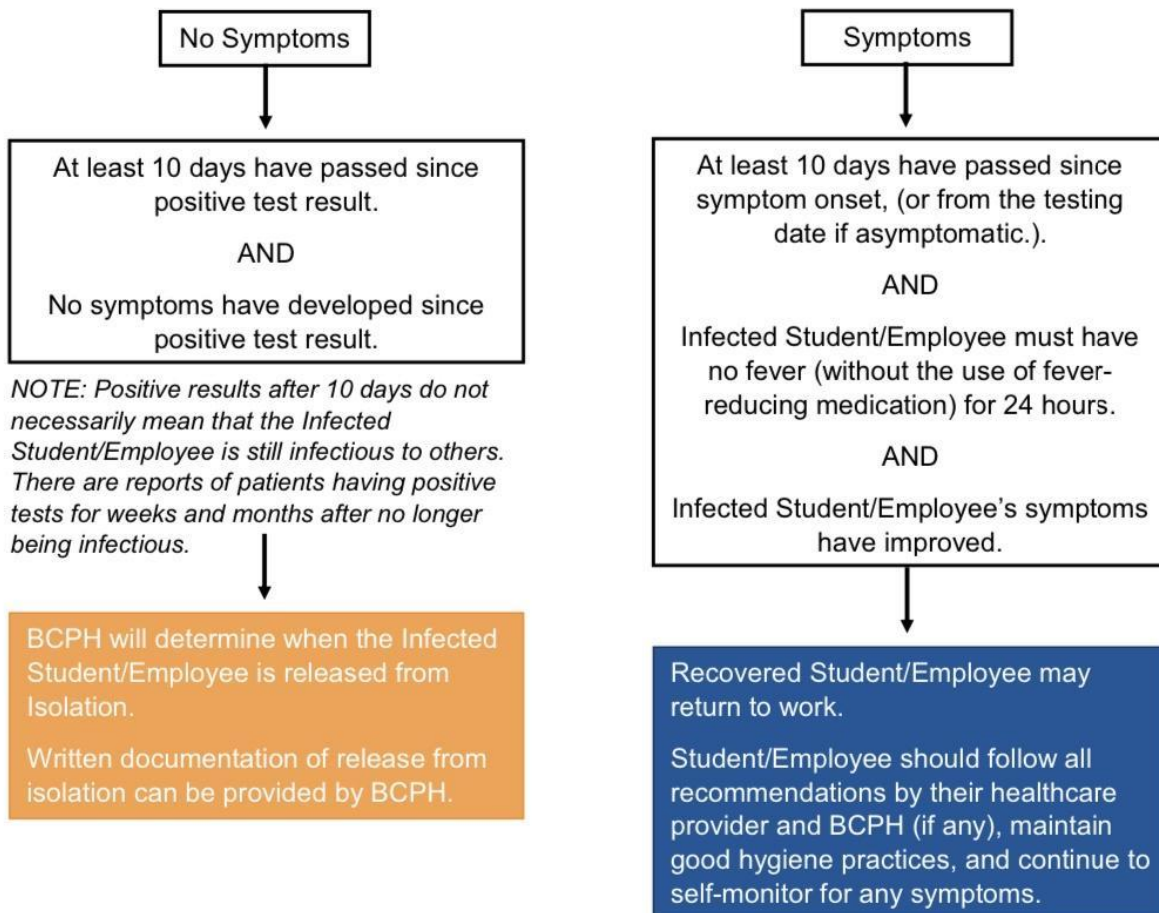 No Symptoms
At least 10 days have passed since
positive test result.
AND
No symptoms have developed since
positive test result.
NOTE: Positive results after 10 days do not
necessarily mean that the Infected
Student/Employee is still infectious to others.
There are reports of patients having positive
tests for weeks and months after no longer
being infectious.
BCPH will determine when the Infected
Student/Employee is released from
Isolation.
Written documentation of release from
isolation can be provided by BCPH.
Symptoms
At least 10 days have passed since
symptom onset, (or from the testing
date if asymptomatic.).
AND
Infected Student/Employee must have
no fever (without the use of fever-
reducing medication) for 24 hours.
AND
Infected Student/Employee’s symptoms
have improved.
Recovered Student/Employee may
return to work.
Student/Employee should follow all
recommendations by their healthcare
provider and BCPH (if any), maintain
good hygiene practices, and continue to
self-monitor for any symptoms.